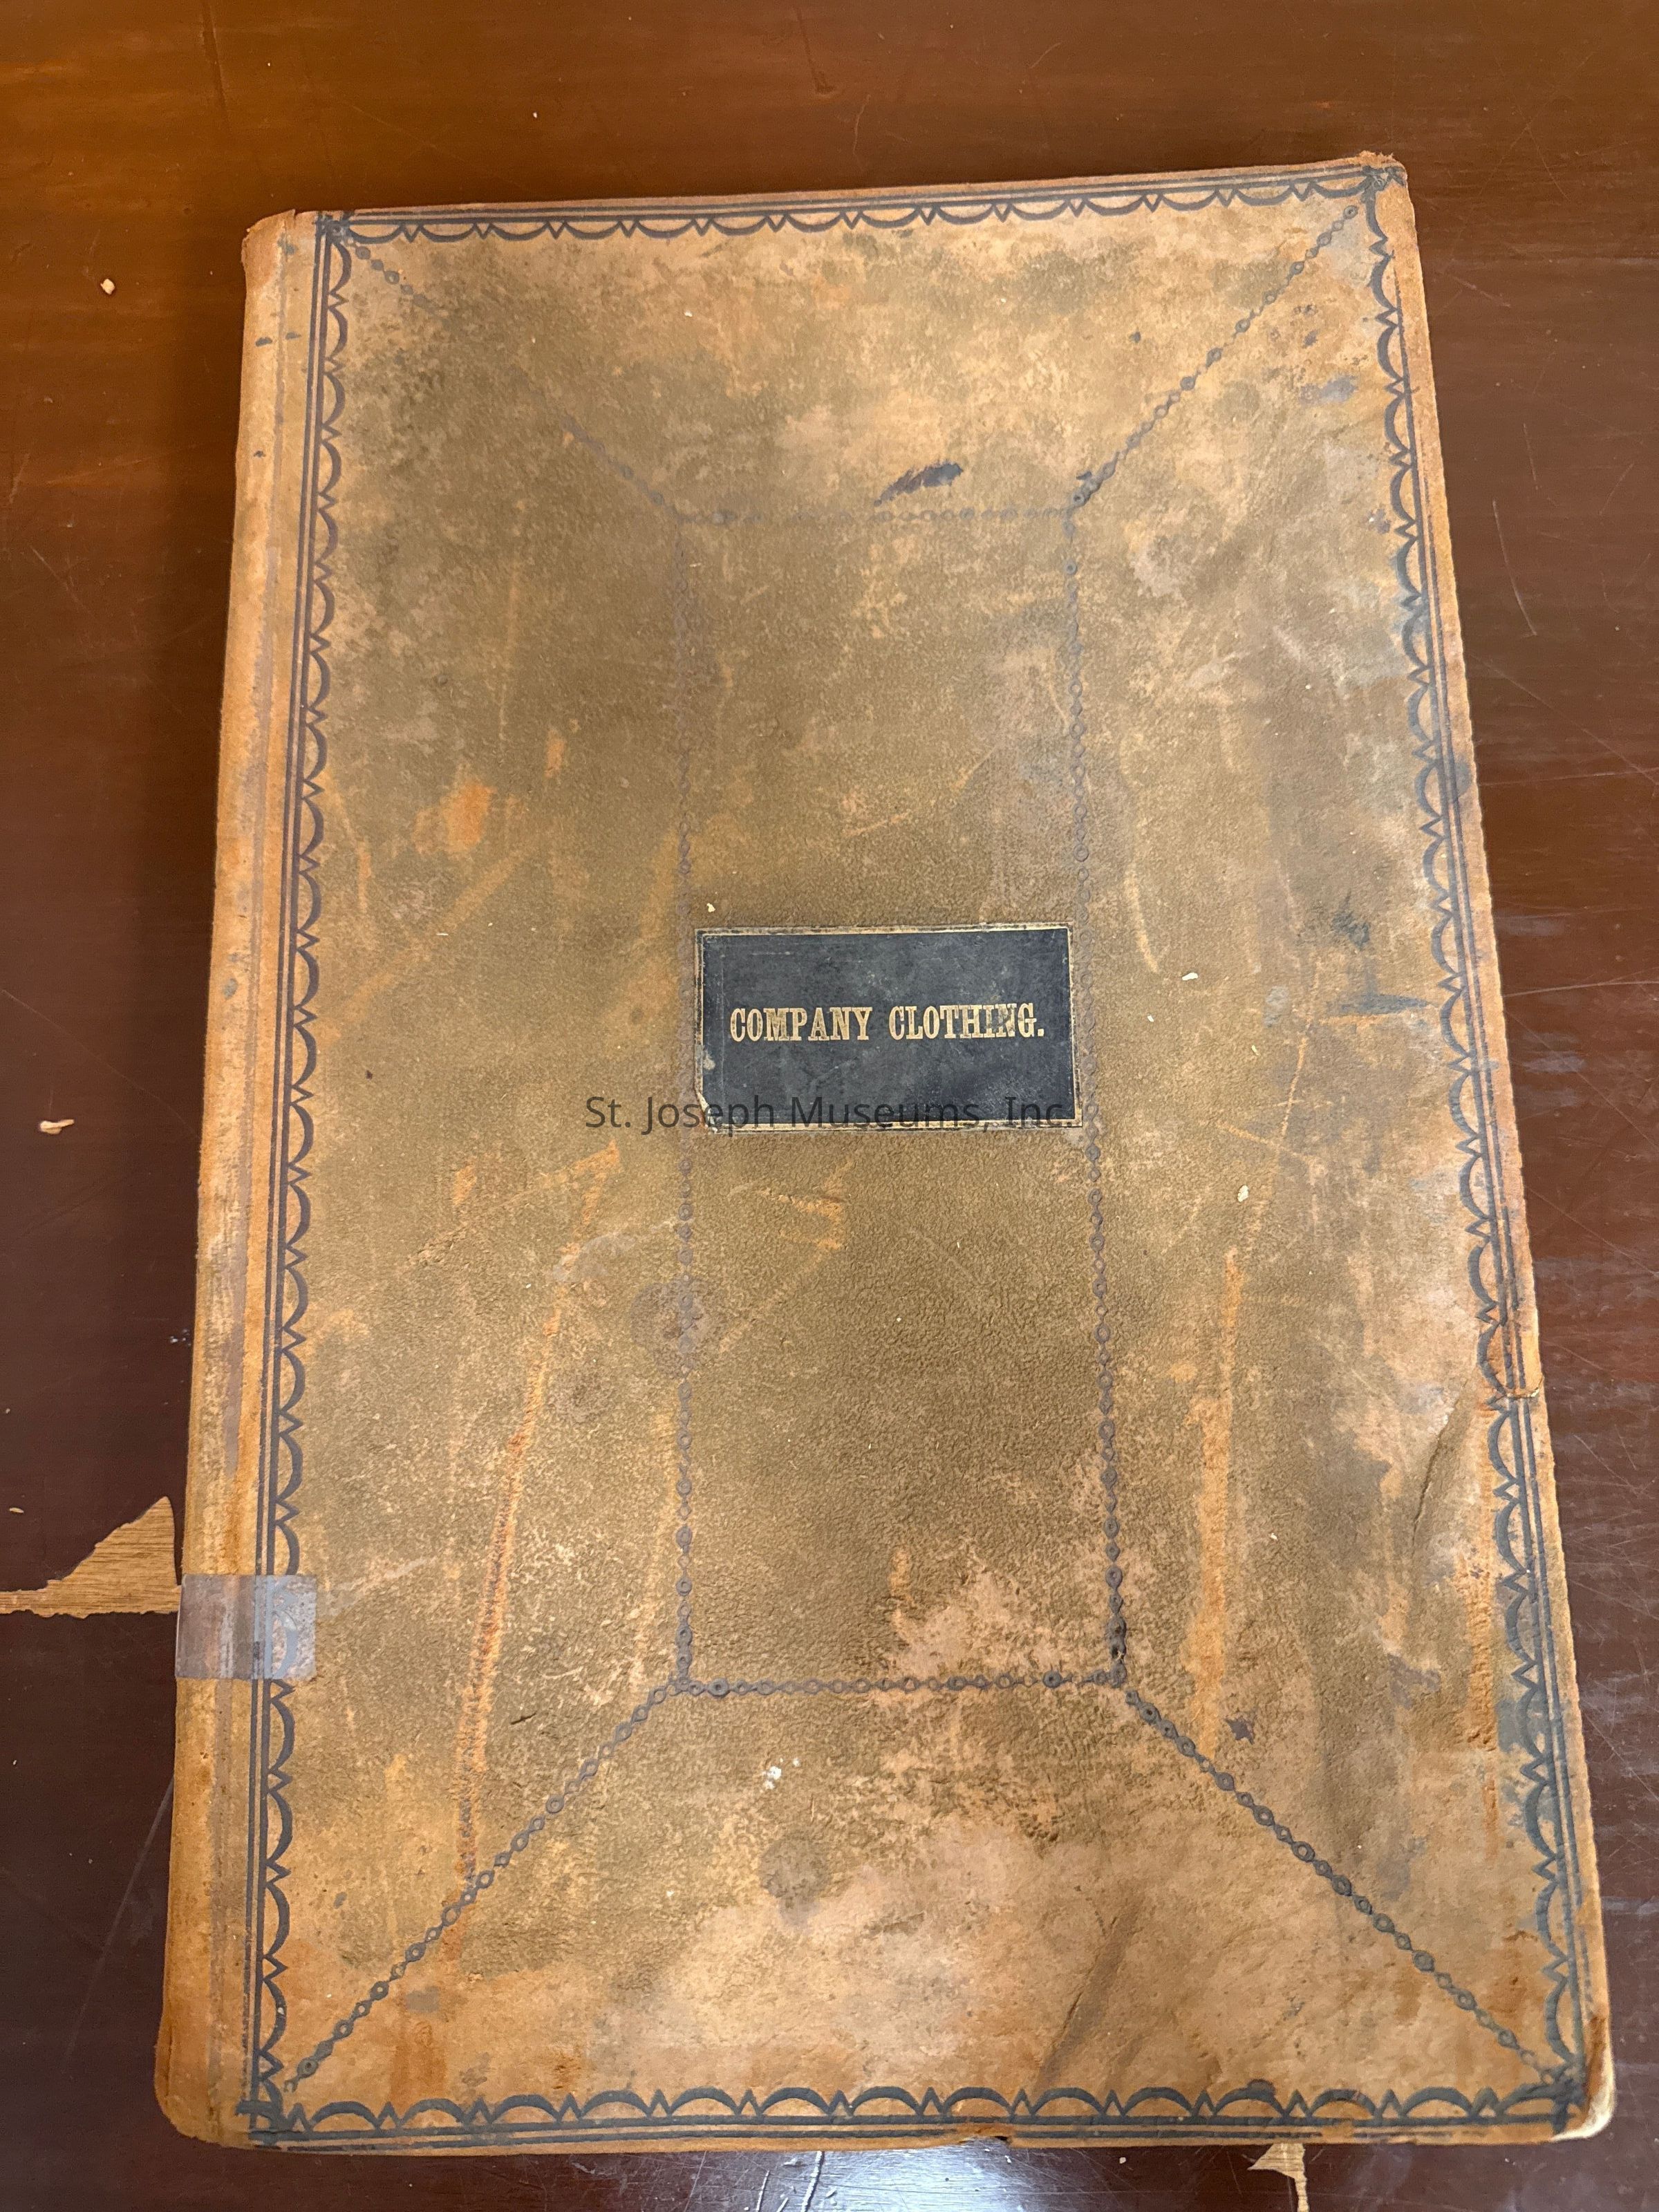 COMPANY CLOTHING.
St. Joseph Museums, Inc.